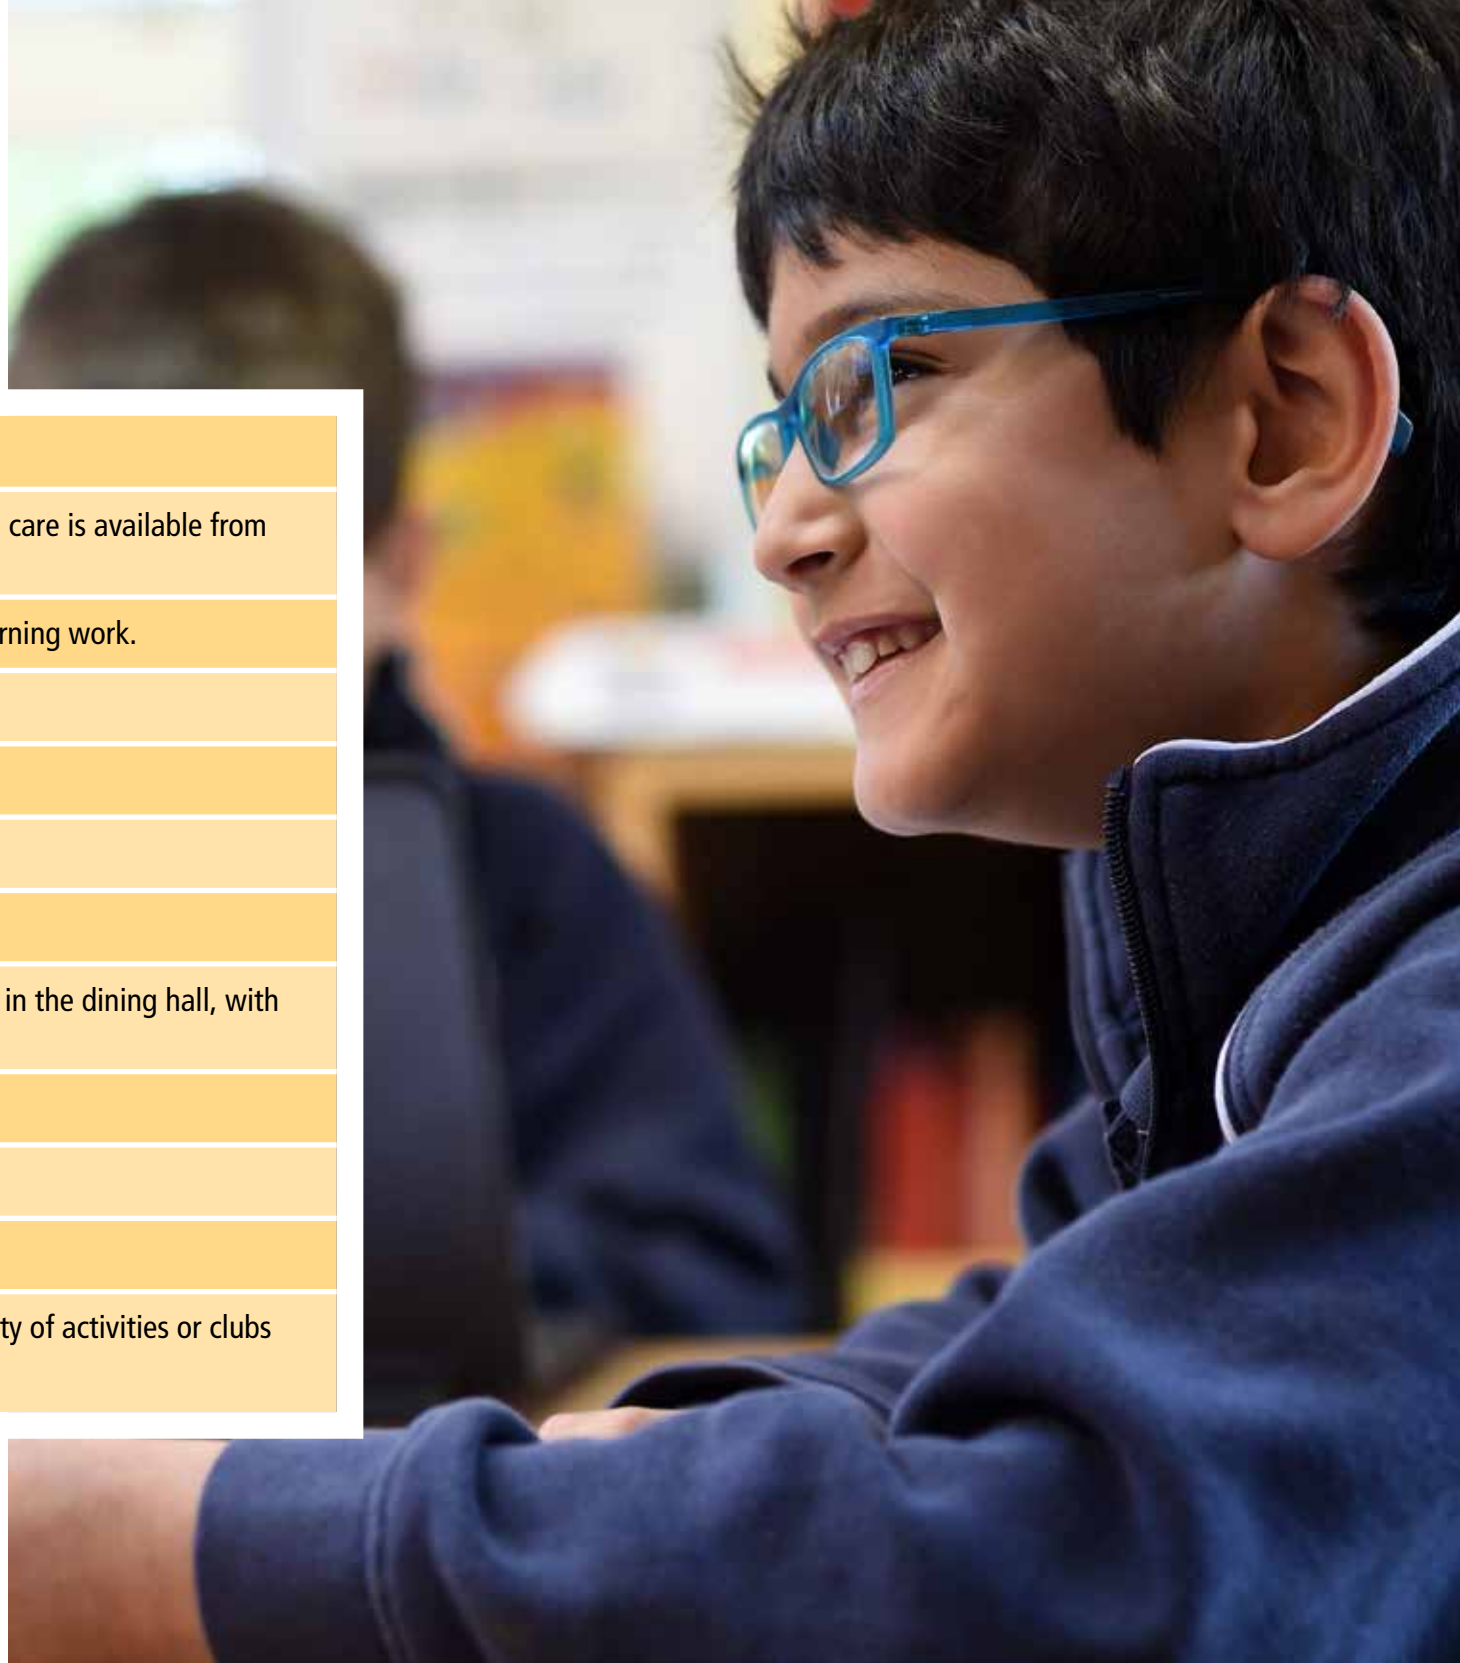 care is available from
rning work.
in the dining hall, with
ty of activities or clubs